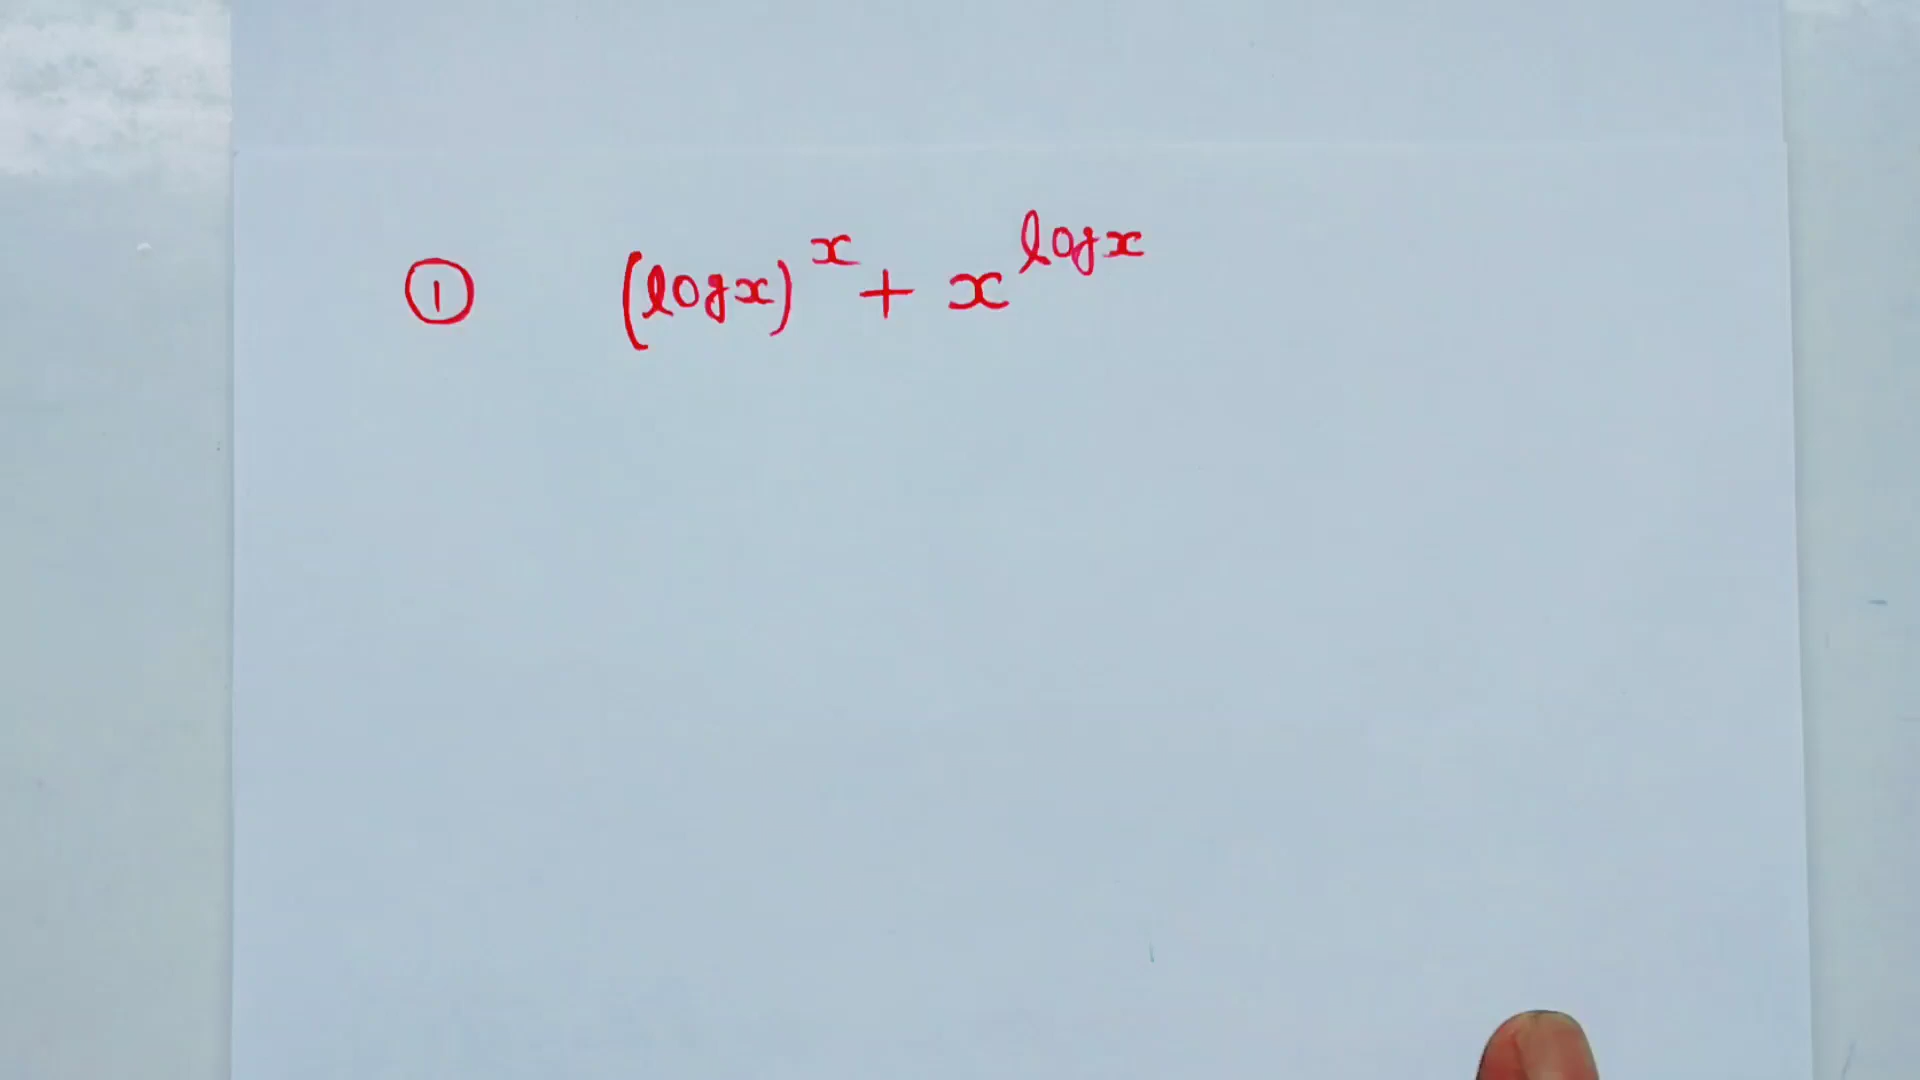 ① (log x)^x + x^{log x}